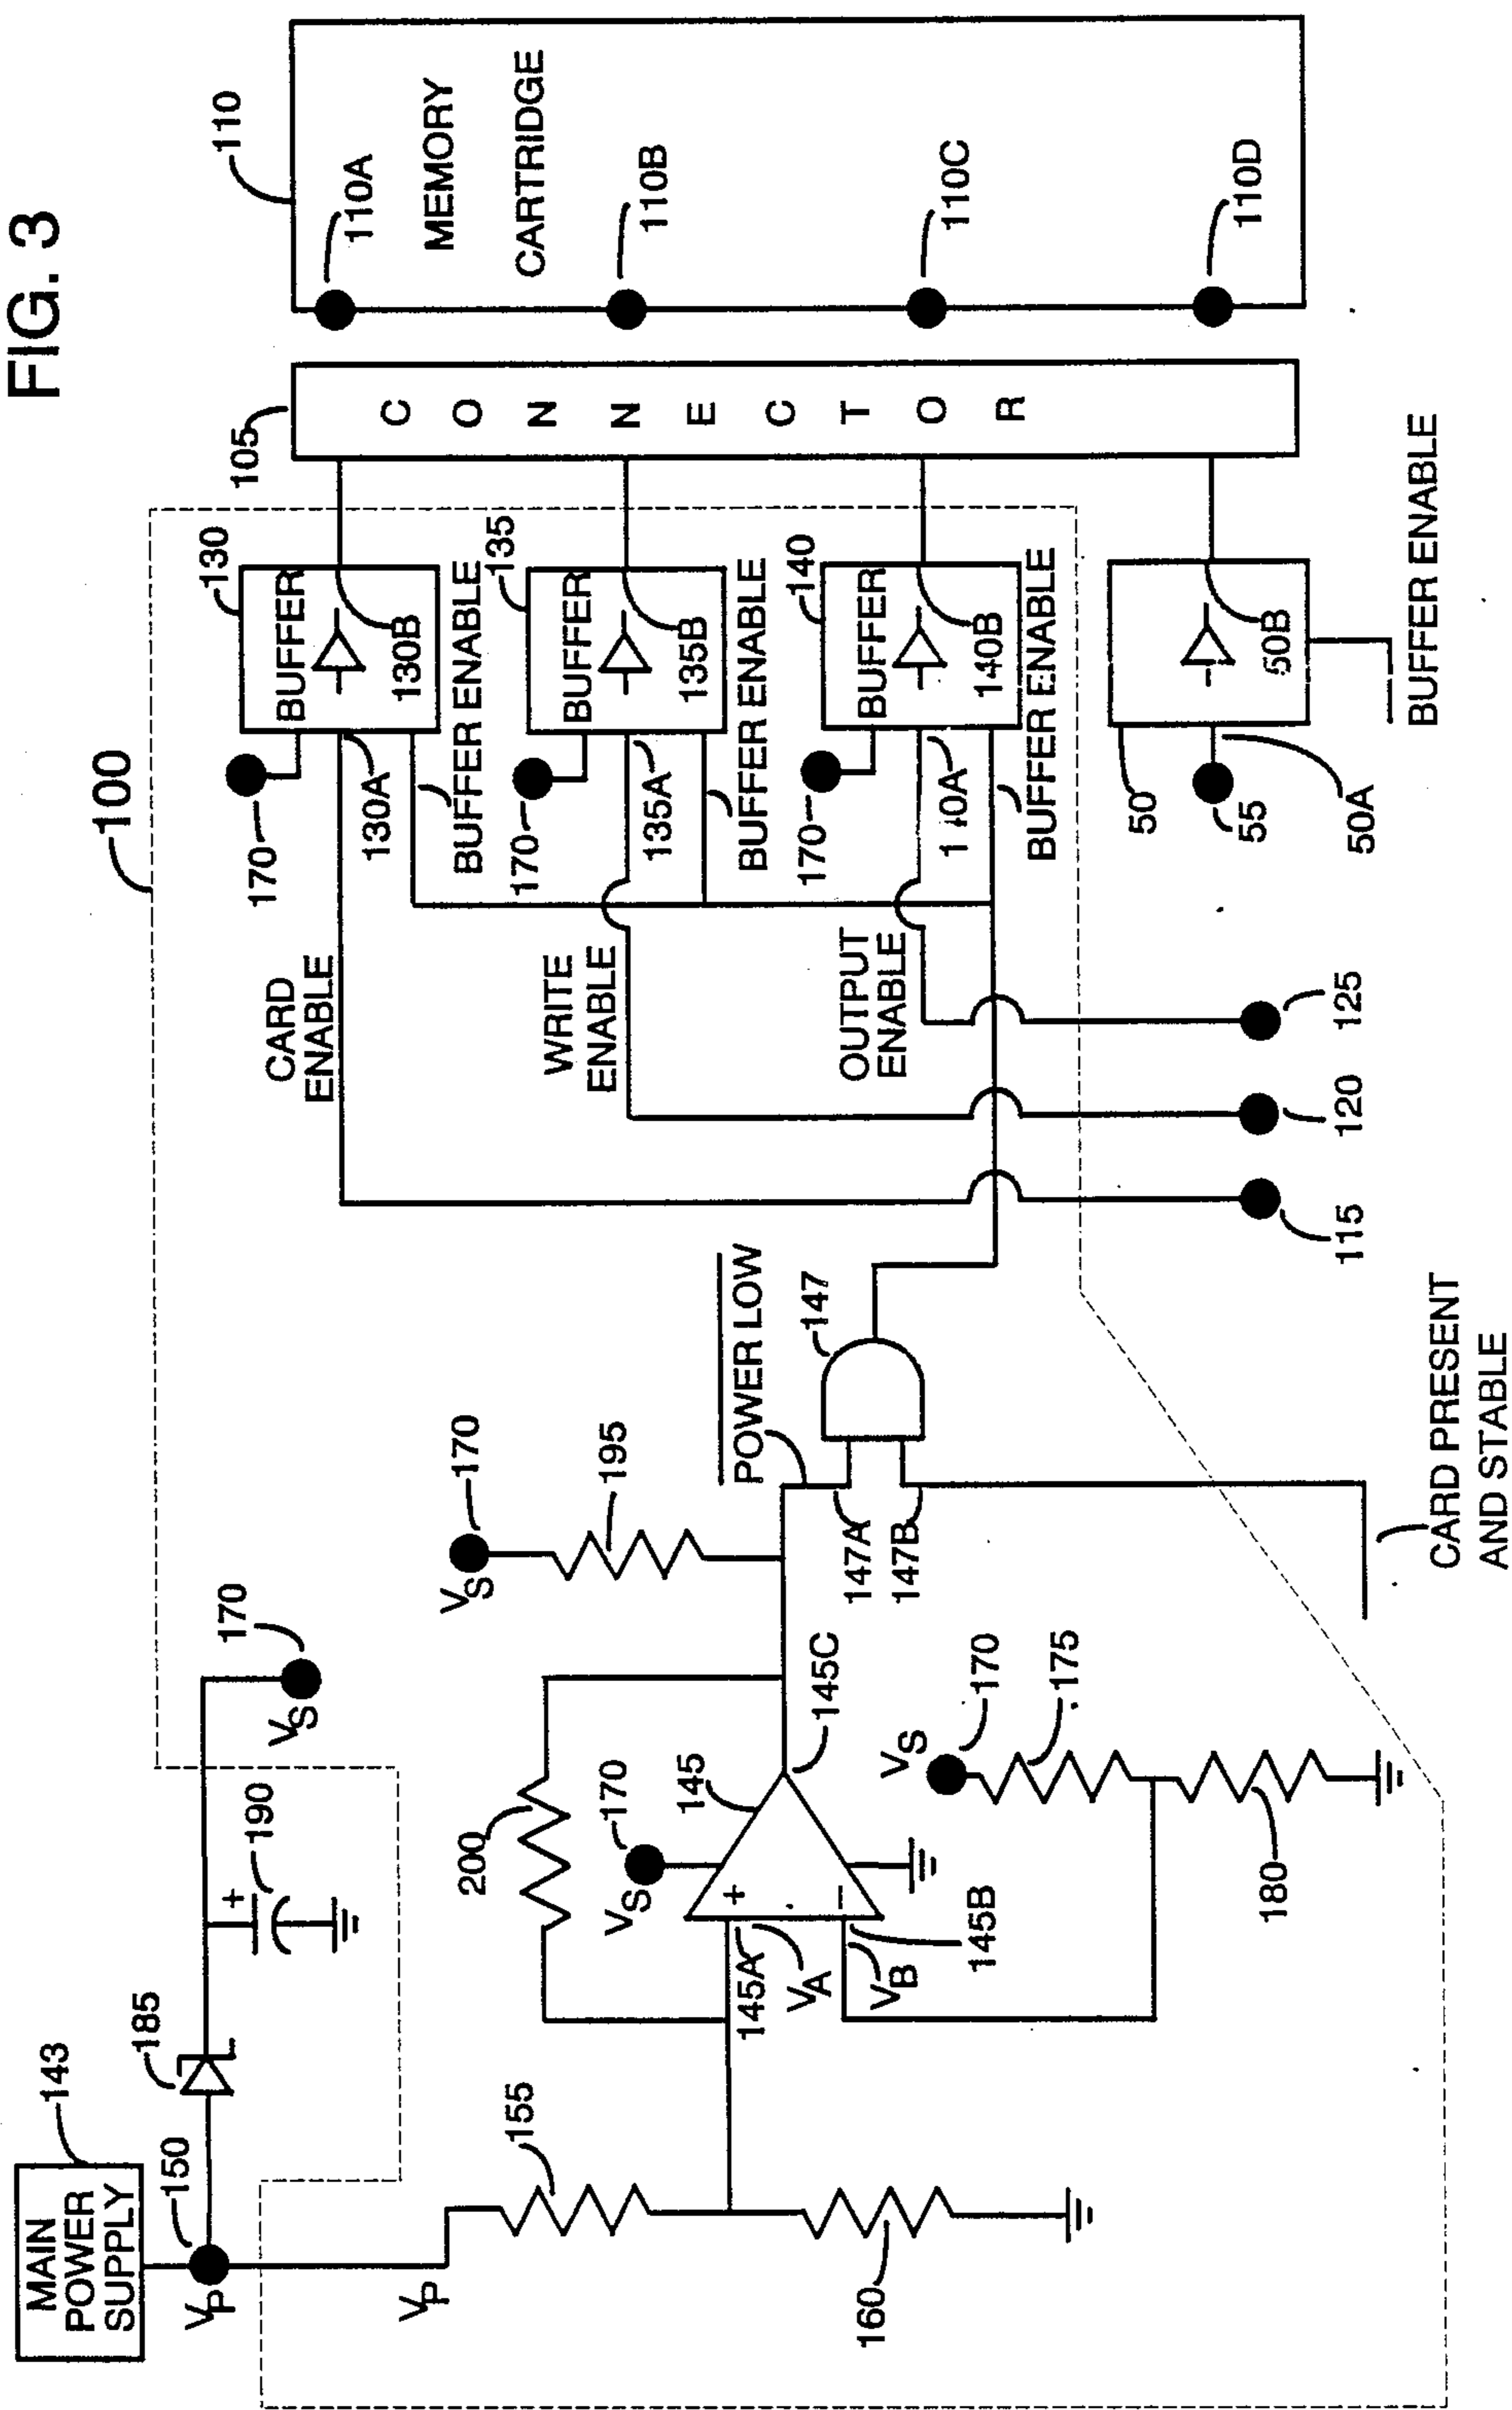 FIG. 3
MAIN
POWER
SUPPLY
143
150
VP
VP
185
190
+
170
VS
100
155
160
200
170
VS
145
+
−
145A
VA
VB
145B
145C
VS
170
175
180
VS
170
195
POWER LOW
147
147A
147B
CARD PRESENT
AND STABLE
115
120
125
CARD
ENABLE
WRITE
ENABLE
OUTPUT
ENABLE
170
130
BUFFER
130A
130B
BUFFER ENABLE
170
135
BUFFER
135A
135B
BUFFER ENABLE
170
140
BUFFER
140B
BUFFER ENABLE
50
55
50A
50B
BUFFER ENABLE
105
CONNECTOR
110
110A
MEMORY
CARTRIDGE
110B
110C
110D